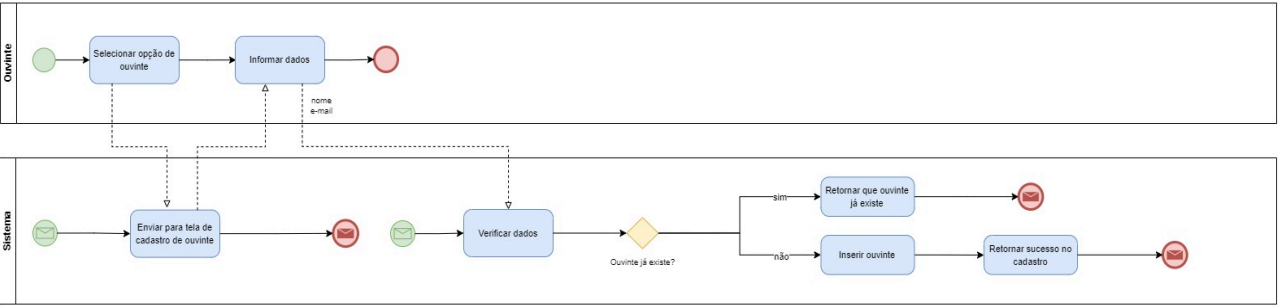 Ouvinte
Selecionar opção de
ouvinte
Informar dados
nome
e-mail
Sistema
Enviar para tela de
cadastro de ouvinte
Verificar dados
Ouvinte já existe?
sim
Retornar que ouvinte
já existe
não
Inserir ouvinte
Retornar sucesso no
cadastro